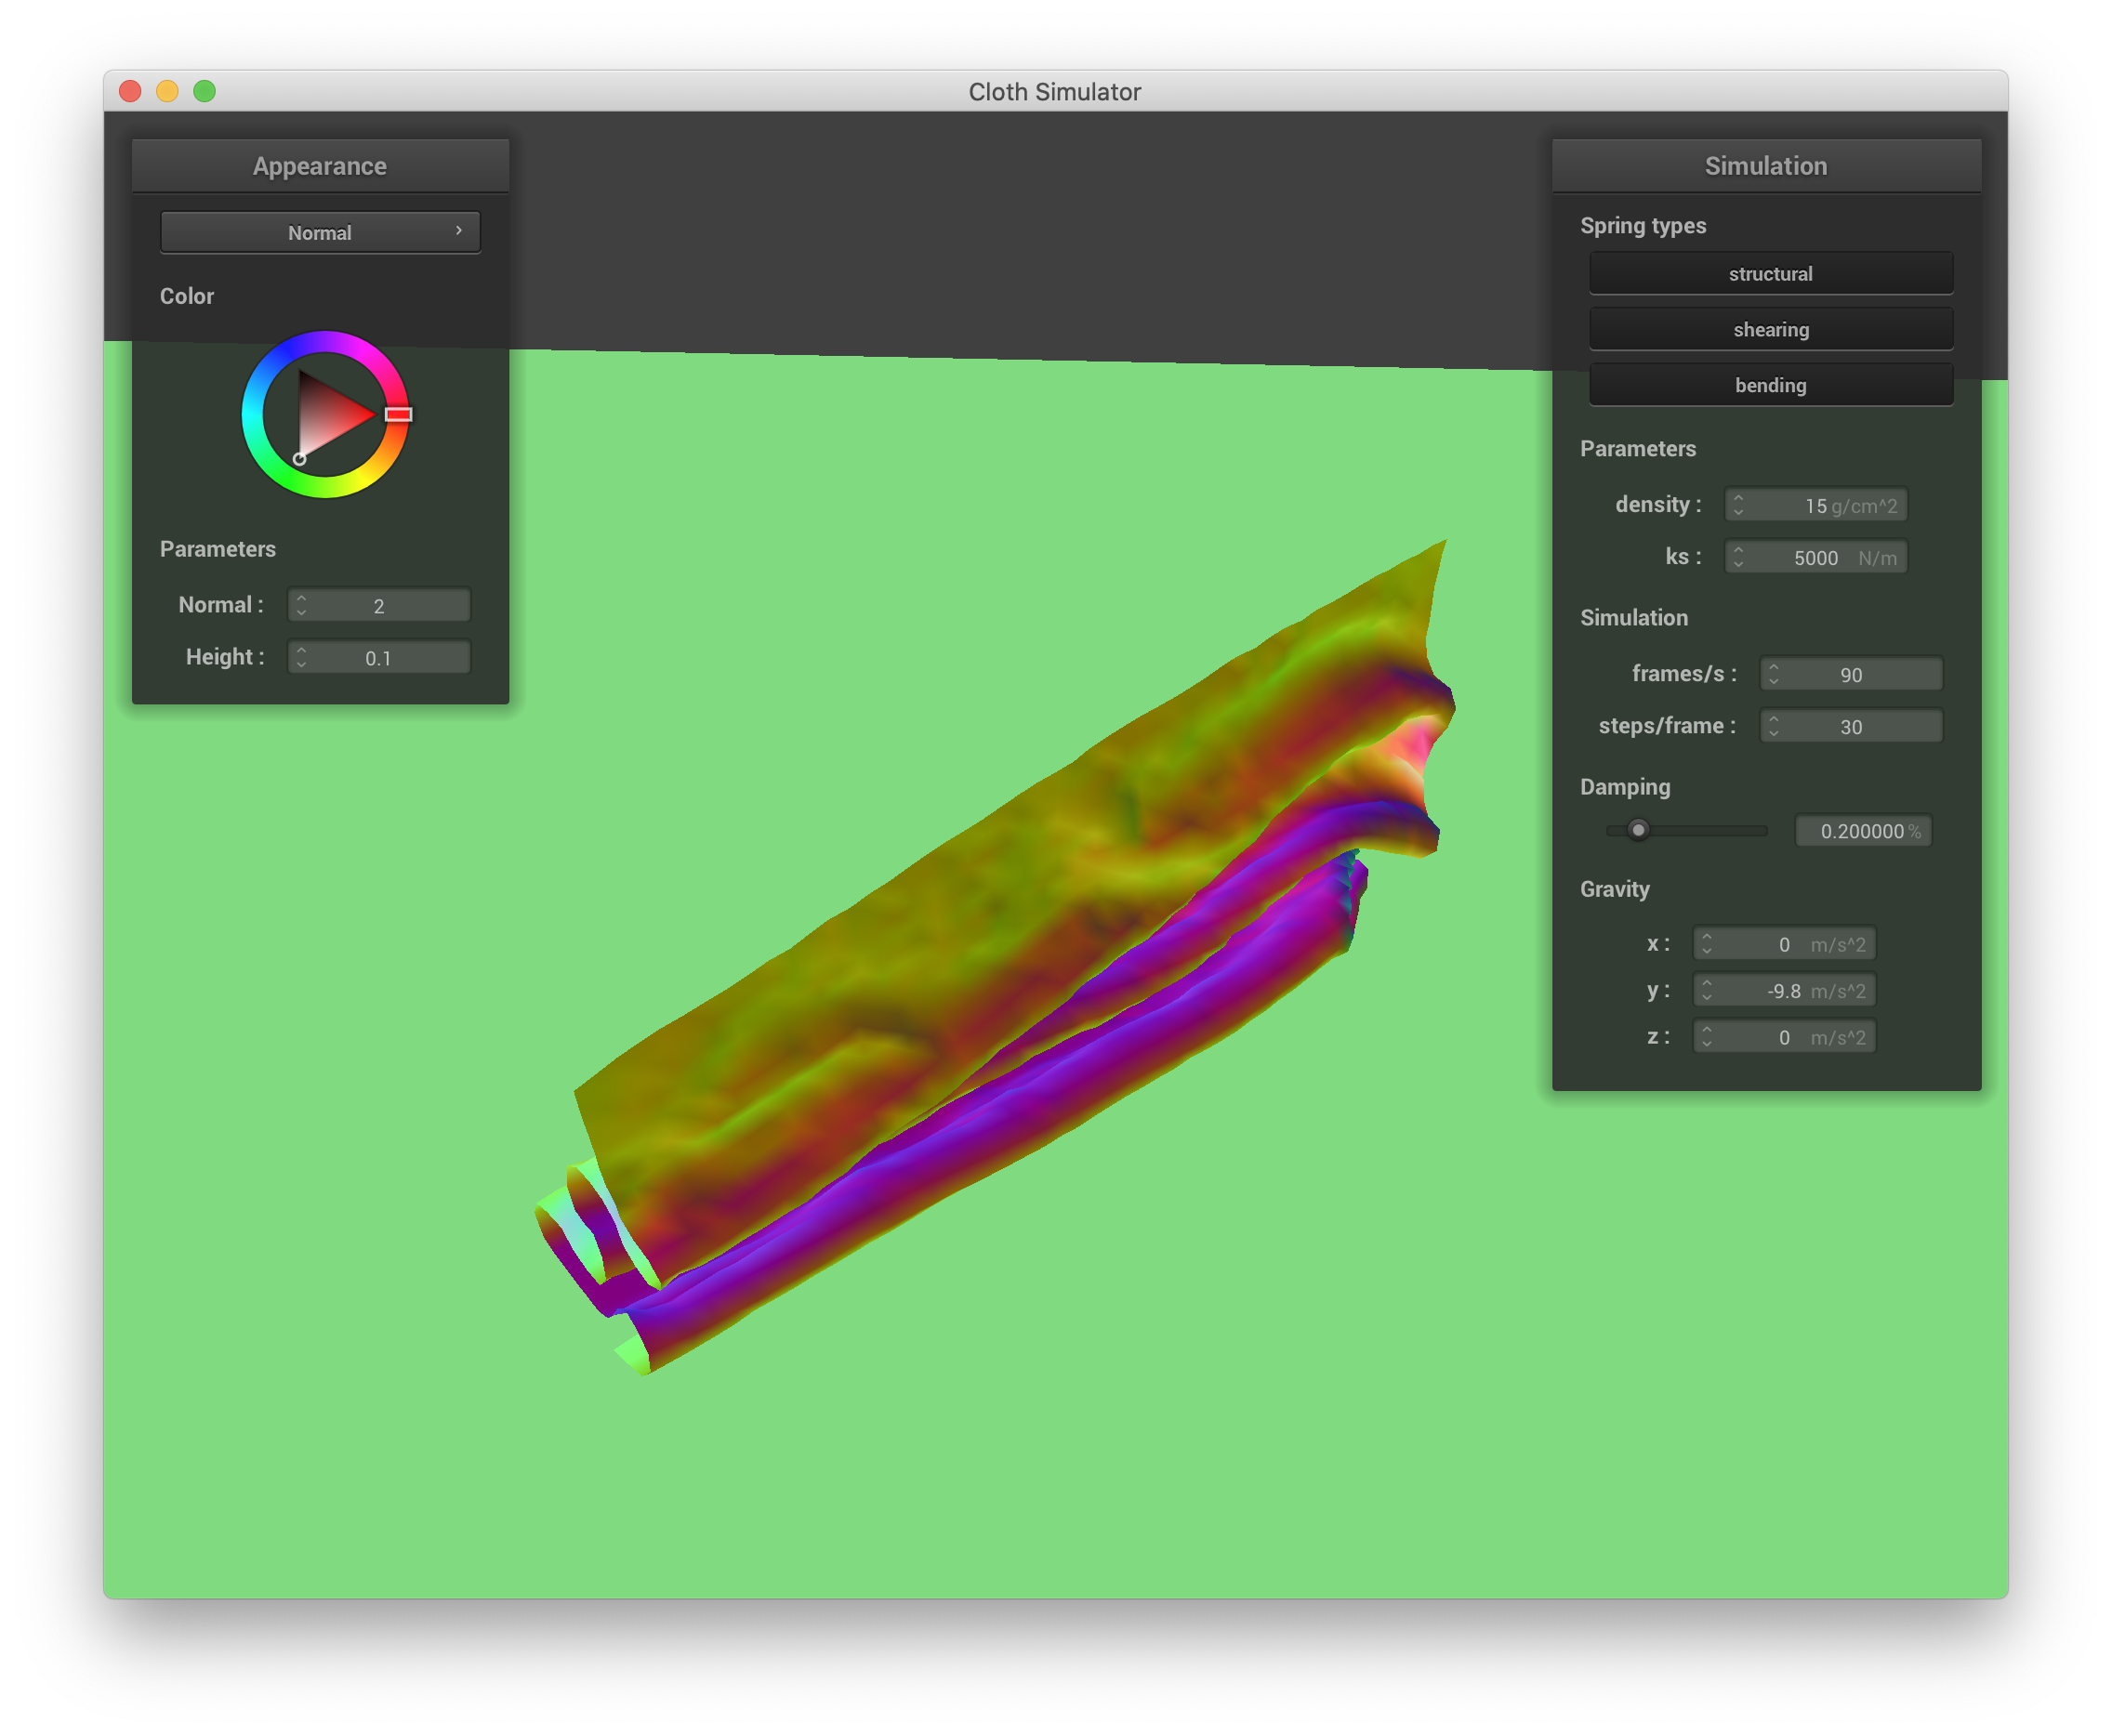 Cloth Simulator
Appearance
Normal
Color
Parameters
Normal : 2
Height : 0.1
Simulation
Spring types
structural
shearing
bending
Parameters
density : 15 g/cm^2
ks : 5000 N/m
Simulation
frames/s : 90
steps/frame : 30
Damping
0.200000 %
Gravity
x : 0 m/s^2
y : -9.8 m/s^2
z : 0 m/s^2